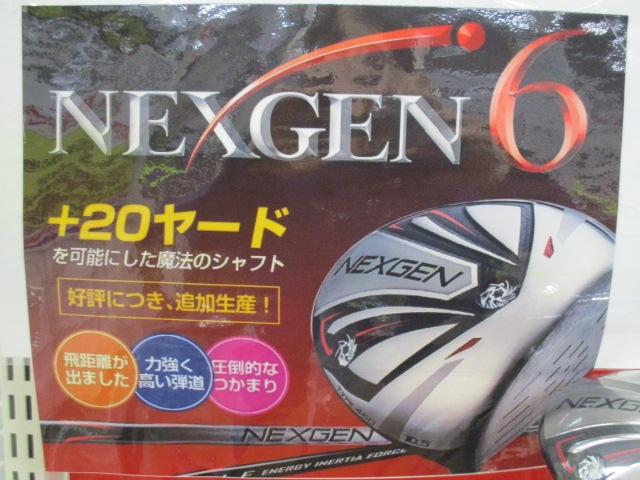 NEXGEN 6
+20ヤード
を可能にした魔法のシャフト
好評につき、追加生産！
飛距離が
出ました
力強く
高い弾道
圧倒的な
つかまり
NEXGEN
TYPE 460
10.5
NEXGEN
ENERGY INERTIA FORCE
NEXGEN